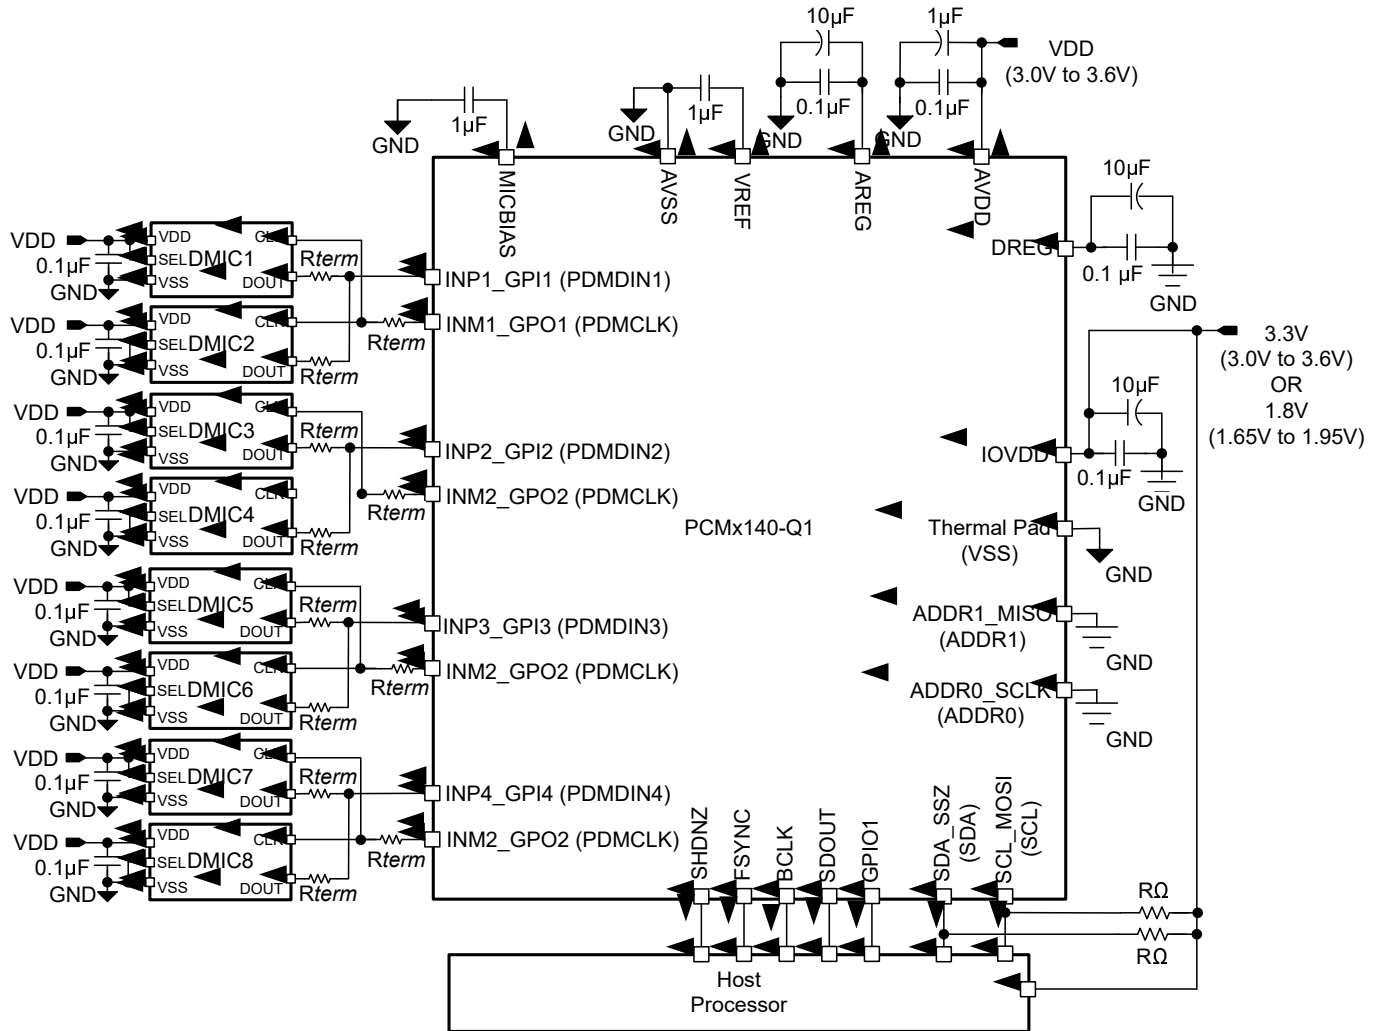 10µF
1µF
VDD
(3.0V to 3.6V)
0.1µF
0.1µF
1µF
1µF
GND
GND
GND
GND
MICBIAS
AVSS
VREF
AREG
AVDD
10µF
DREG
0.1 µF
GND
VDD
0.1µF
GND
VDD
SEL
VSS
DMIC1
CLK
DOUT
Rterm
INP1_GPI1 (PDMDIN1)
VDD
0.1µF
GND
VDD
SEL
VSS
DMIC2
CLK
DOUT
Rterm
Rterm
INM1_GPO1 (PDMCLK)
3.3V
(3.0V to 3.6V)
OR
1.8V
(1.65V to 1.95V)
10µF
IOVDD
0.1µF
GND
VDD
0.1µF
GND
VDD
SEL
VSS
DMIC3
CLK
DOUT
Rterm
INP2_GPI2 (PDMDIN2)
VDD
0.1µF
GND
VDD
SEL
VSS
DMIC4
CLK
DOUT
Rterm
Rterm
INM2_GPO2 (PDMCLK)
PCMx140-Q1
Thermal Pad
(VSS)
GND
VDD
0.1µF
GND
VDD
SEL
VSS
DMIC5
CLK
DOUT
Rterm
INP3_GPI3 (PDMDIN3)
ADDR1_MISO
(ADDR1)
GND
VDD
0.1µF
GND
VDD
SEL
VSS
DMIC6
CLK
DOUT
Rterm
Rterm
INM2_GPO2 (PDMCLK)
ADDR0_SCLK
(ADDR0)
GND
VDD
0.1µF
GND
VDD
SEL
VSS
DMIC7
CLK
DOUT
Rterm
INP4_GPI4 (PDMDIN4)
VDD
0.1µF
GND
VDD
SEL
VSS
DMIC8
CLK
DOUT
Rterm
Rterm
INM2_GPO2 (PDMCLK)
SHDNZ
FSYNC
BCLK
SDOUT
GPIO1
SDA_SSZ
(SDA)
SCL_MOSI
(SCL)
RΩ
RΩ
Host
Processor